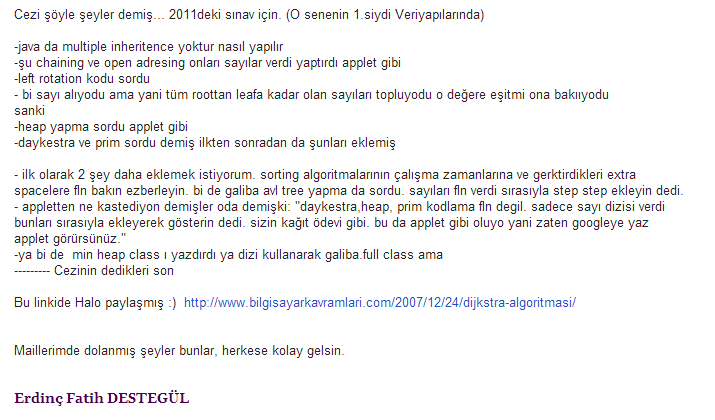 Cezi şöyle şeyler demiş... 2011deki sınav için. (O senenin 1.siydi Veriyapılarında)
-java da multiple inheritence yoktur nasıl yapılır
-şu chaining ve open adresing onları sayılar verdi yaptırdı applet gibi
-left rotation kodu sordu
- bi sayı alıyodu ama yani tüm roottan leafa kadar olan sayıları topluyodu o değere eşitmi ona bakııyodu
sanki
-heap yapma sordu applet gibi
-daykestra ve prim sordu demiş ilkten sonradan da şunları eklemiş
- ilk olarak 2 şey daha eklemek istiyorum. sorting algoritmalarının çalışma zamanlarına ve gerktirdikleri extra
spacelere fln bakın ezberleyin. bi de galiba avl tree yapma da sordu. sayıları fln verdi sırasıyla step step ekleyin dedi.
- appletten ne kastediyon demişler oda demişki: "daykestra,heap, prim kodlama fln degil. sadece sayı dizisi verdi
bunları sırasıyla ekleyerek gösterin dedi. sizin kağıt ödevi gibi. bu da applet gibi oluyo yani zaten googleye yaz
applet görürsünüz."
-ya bi de  min heap class ı yazdırdı ya dizi kullanarak galiba.full class ama
--------- Cezinin dedikleri son
Bu linkide Halo paylaşmış :)  http://www.bilgisayarkavramlari.com/2007/12/24/dijkstra-algoritmasi/
Maillerimde dolanmış şeyler bunlar, herkese kolay gelsin.
Erdinç Fatih DESTEGÜL